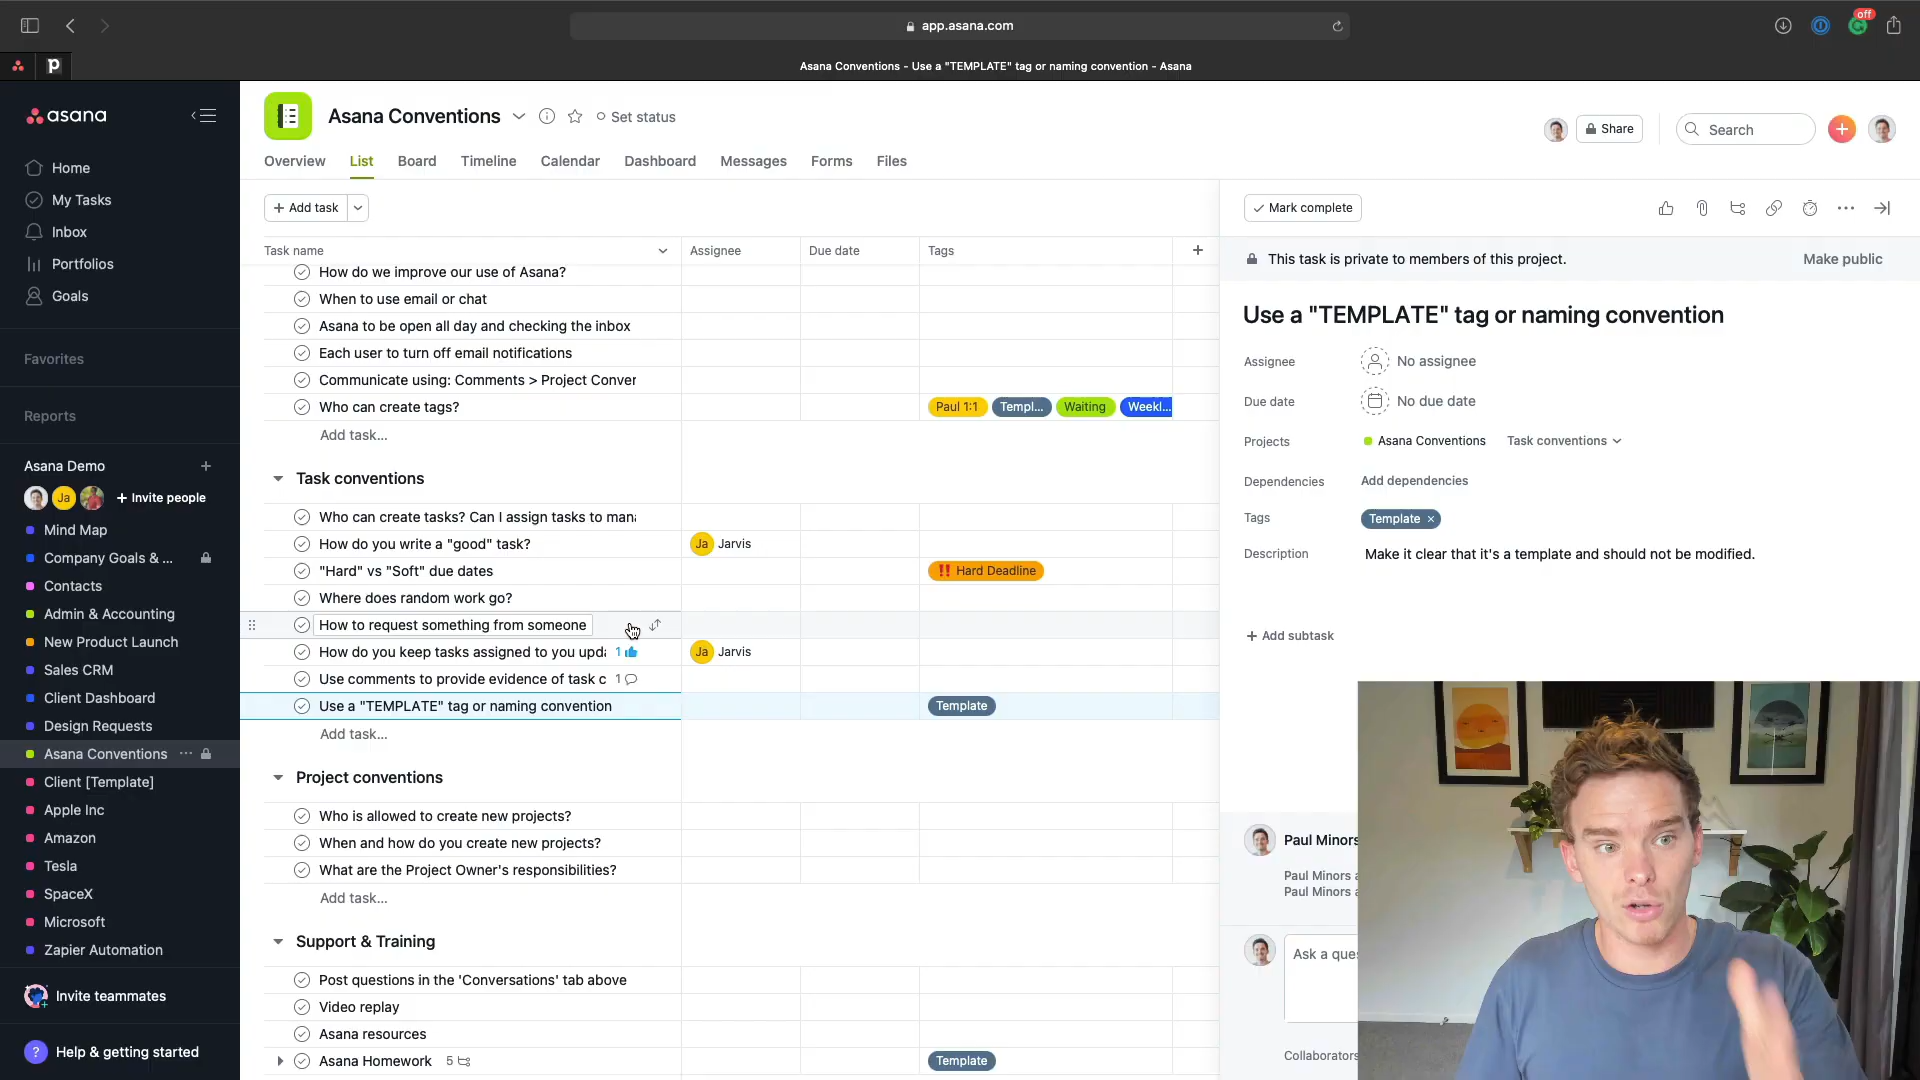 app.asana.com
off
p
Asana Conventions - Use a "TEMPLATE" tag or naming convention - Asana
asana
Home
My Tasks
Inbox
Portfolios
Goals
Favorites
Reports
Asana Demo
+
Ja
+ Invite people
Mind Map
Company Goals & ...
Contacts
Admin & Accounting
New Product Launch
Sales CRM
Client Dashboard
Design Requests
Asana Conventions ...
Client [Template]
Apple Inc
Amazon
Tesla
SpaceX
Microsoft
Zapier Automation
Invite teammates
? Help & getting started
Asana Conventions
Set status
Share
Search
Overview List Board Timeline Calendar Dashboard Messages Forms Files
+ Add task
Task name Assignee Due date Tags +
How do we improve our use of Asana?
When to use email or chat
Asana to be open all day and checking the inbox
Each user to turn off email notifications
Communicate using: Comments > Project Conver
Who can create tags? Paul 1:1 Templ... Waiting Weekl...
Add task...
Task conventions
Who can create tasks? Can I assign tasks to mana
How do you write a "good" task? Ja Jarvis
"Hard" vs "Soft" due dates ‼ Hard Deadline
Where does random work go?
How to request something from someone
How do you keep tasks assigned to you upda 1 Ja Jarvis
Use comments to provide evidence of task c 1
Use a "TEMPLATE" tag or naming convention Template
Add task...
Project conventions
Who is allowed to create new projects?
When and how do you create new projects?
What are the Project Owner's responsibilities?
Add task...
Support & Training
Post questions in the 'Conversations' tab above
Video replay
Asana resources
Asana Homework 5 Template
Mark complete
This task is private to members of this project. Make public
Use a "TEMPLATE" tag or naming convention
Assignee No assignee
Due date No due date
Projects Asana Conventions Task conventions
Dependencies Add dependencies
Tags Template ×
Description Make it clear that it's a template and should not be modified.
+ Add subtask
Paul Minors
Paul Minors a
Paul Minors a
Ask a ques
Collaborators